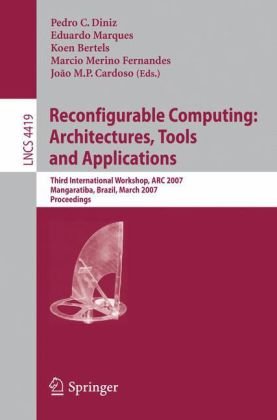 Pedro C. Diniz
Eduardo Marques
Koen Bertels
Marcio Merino Fernandes
João M.P. Cardoso (Eds.)
LNCS 4419
Reconfigurable Computing:
Architectures, Tools
and Applications
Third International Workshop, ARC 2007
Mangaratiba, Brazil, March 2007
Proceedings
Springer